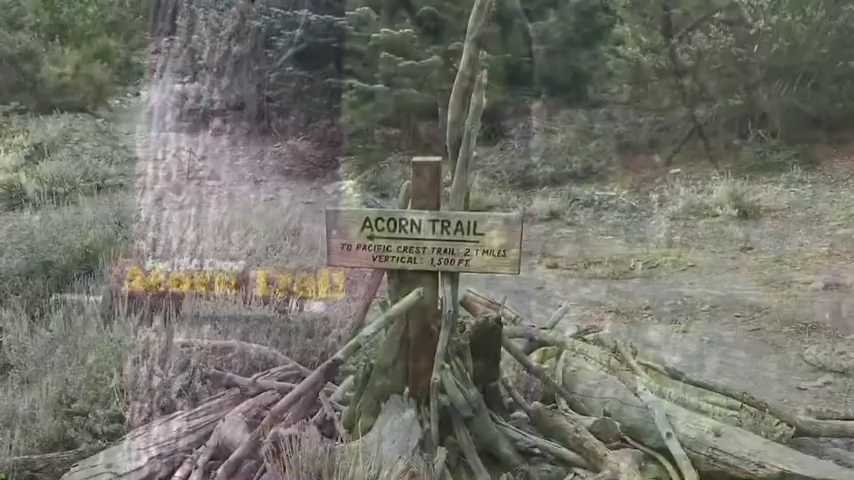 ACORN TRAIL
TO PACIFIC CREST TRAIL: 2.1 MILES
VERTICAL: 1,500 FT.
Acorn Trail